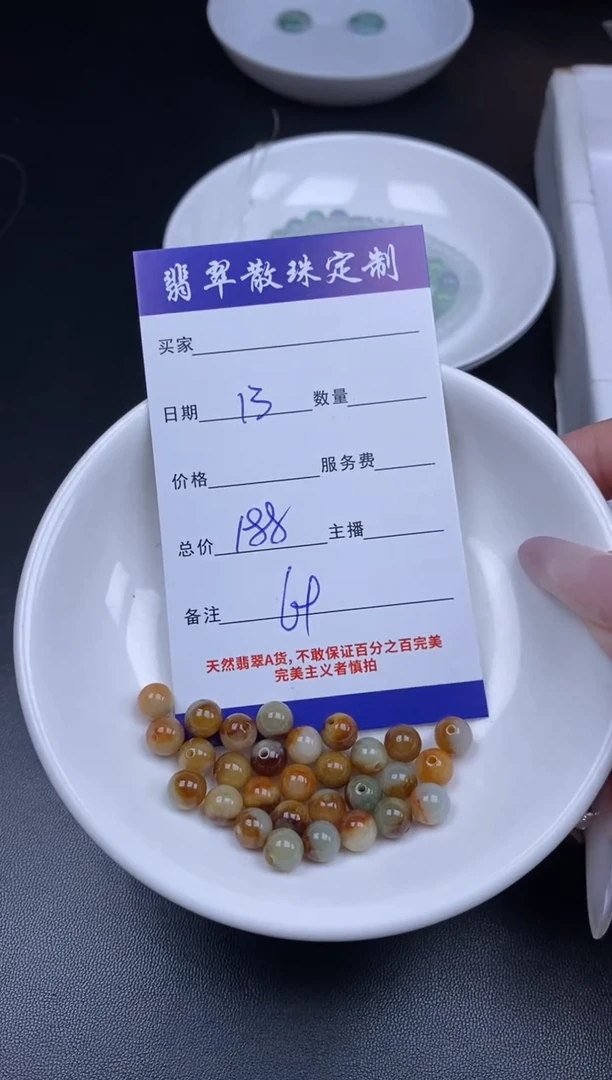 翡翠散珠定制
买家
日期 13 数量
价格 服务费
总价 188 主播
备注
天然翡翠A货,不敢保证百分之百完美
完美主义者慎拍